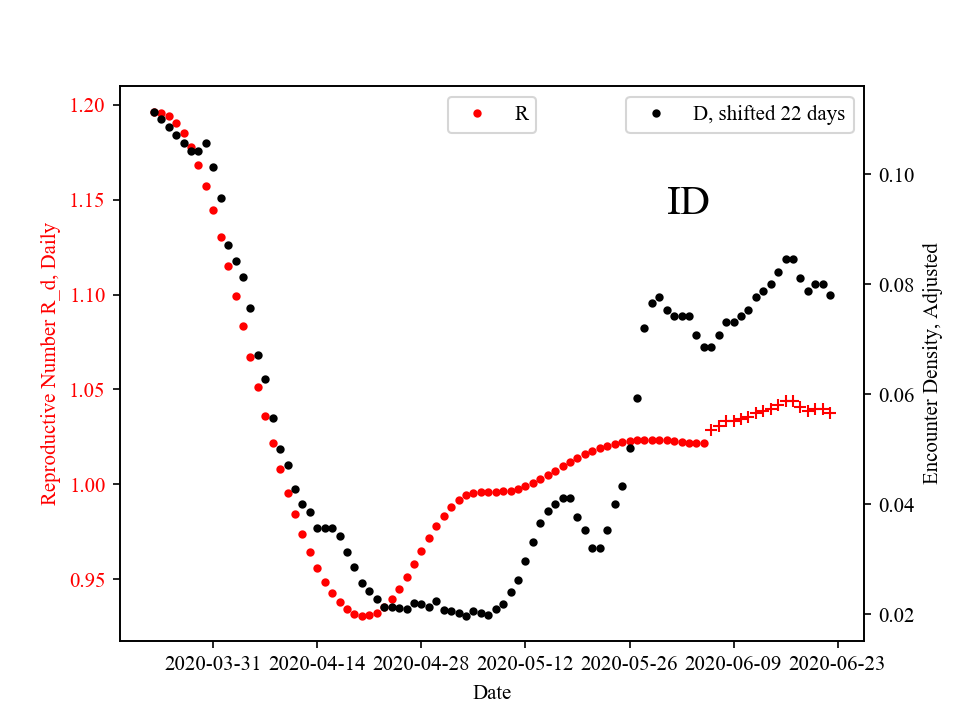 R
D, shifted 22 days
ID
1.20
1.15
1.10
1.05
1.00
0.95
Reproductive Number R_d, Daily
0.10
0.08
0.06
0.04
0.02
Encounter Density, Adjusted
2020-03-31 2020-04-14 2020-04-28 2020-05-12 2020-05-26 2020-06-09 2020-06-23
Date